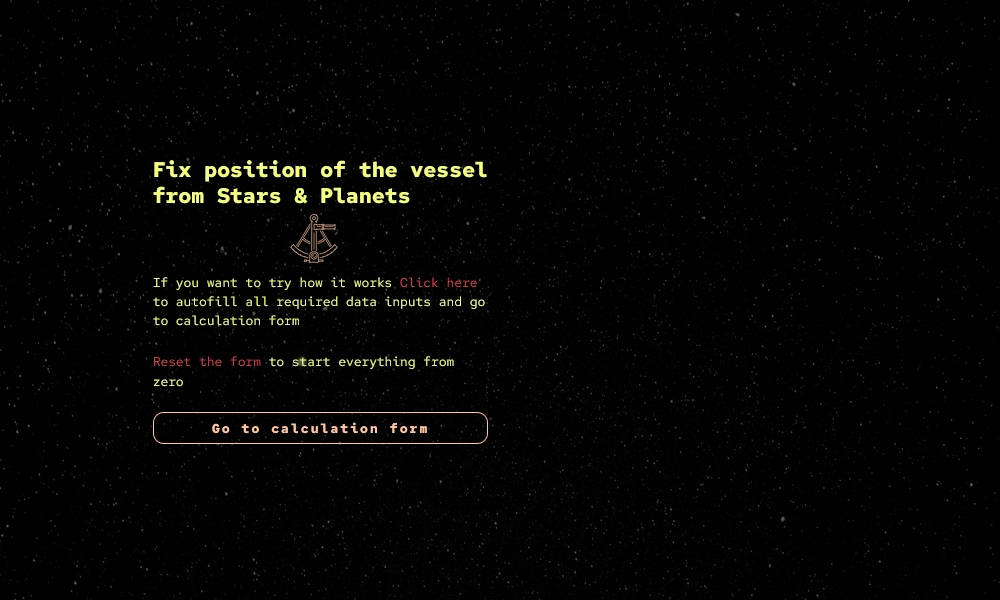 Fix position of the vessel
from Stars & Planets
If you want to try how it works Click here
to autofill all required data inputs and go
to calculation form
Reset the form to start everything from
zero
Go to calculation form